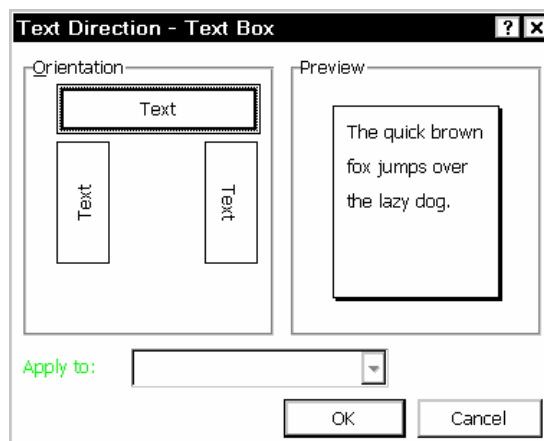 Text Direction - Text Box
Orientation
Preview
Text
Text
Text
The quick brown
fox jumps over
the lazy dog.
Apply to:
OK
Cancel